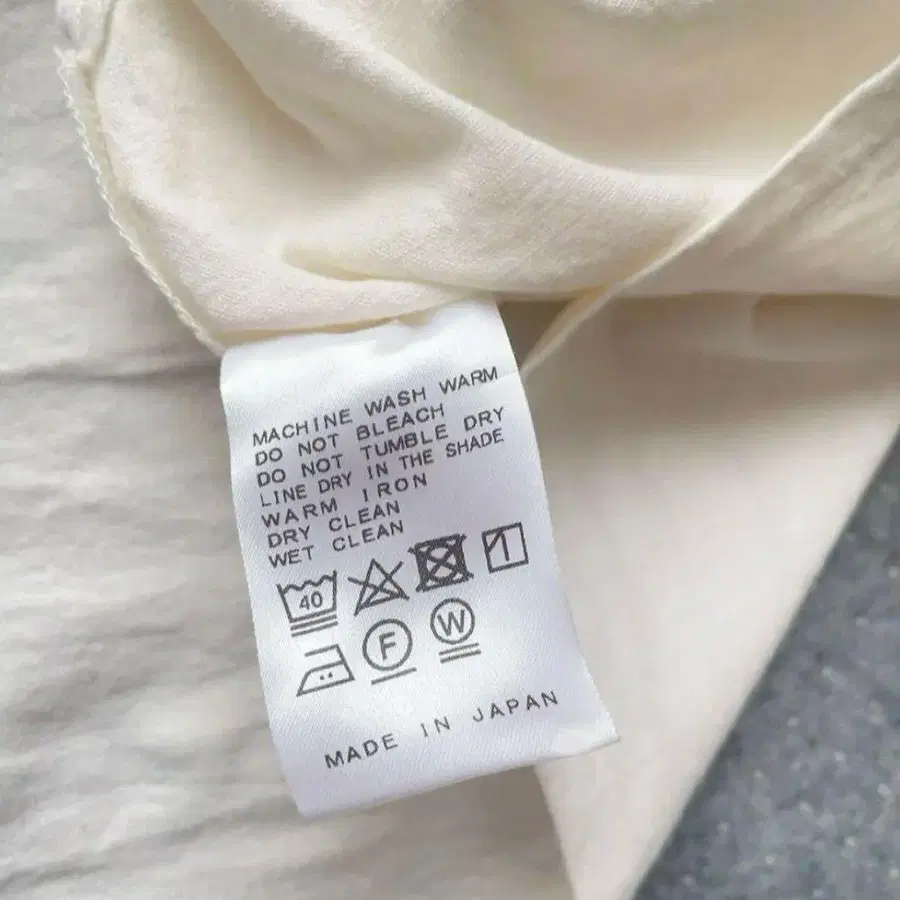 MACHINE WASH WARM
DO NOT BLEACH
DO NOT TUMBLE DRY
LINE DRY IN THE SHADE
WARM IRON
DRY CLEAN
WET CLEAN
40
F W
MADE IN JAPAN